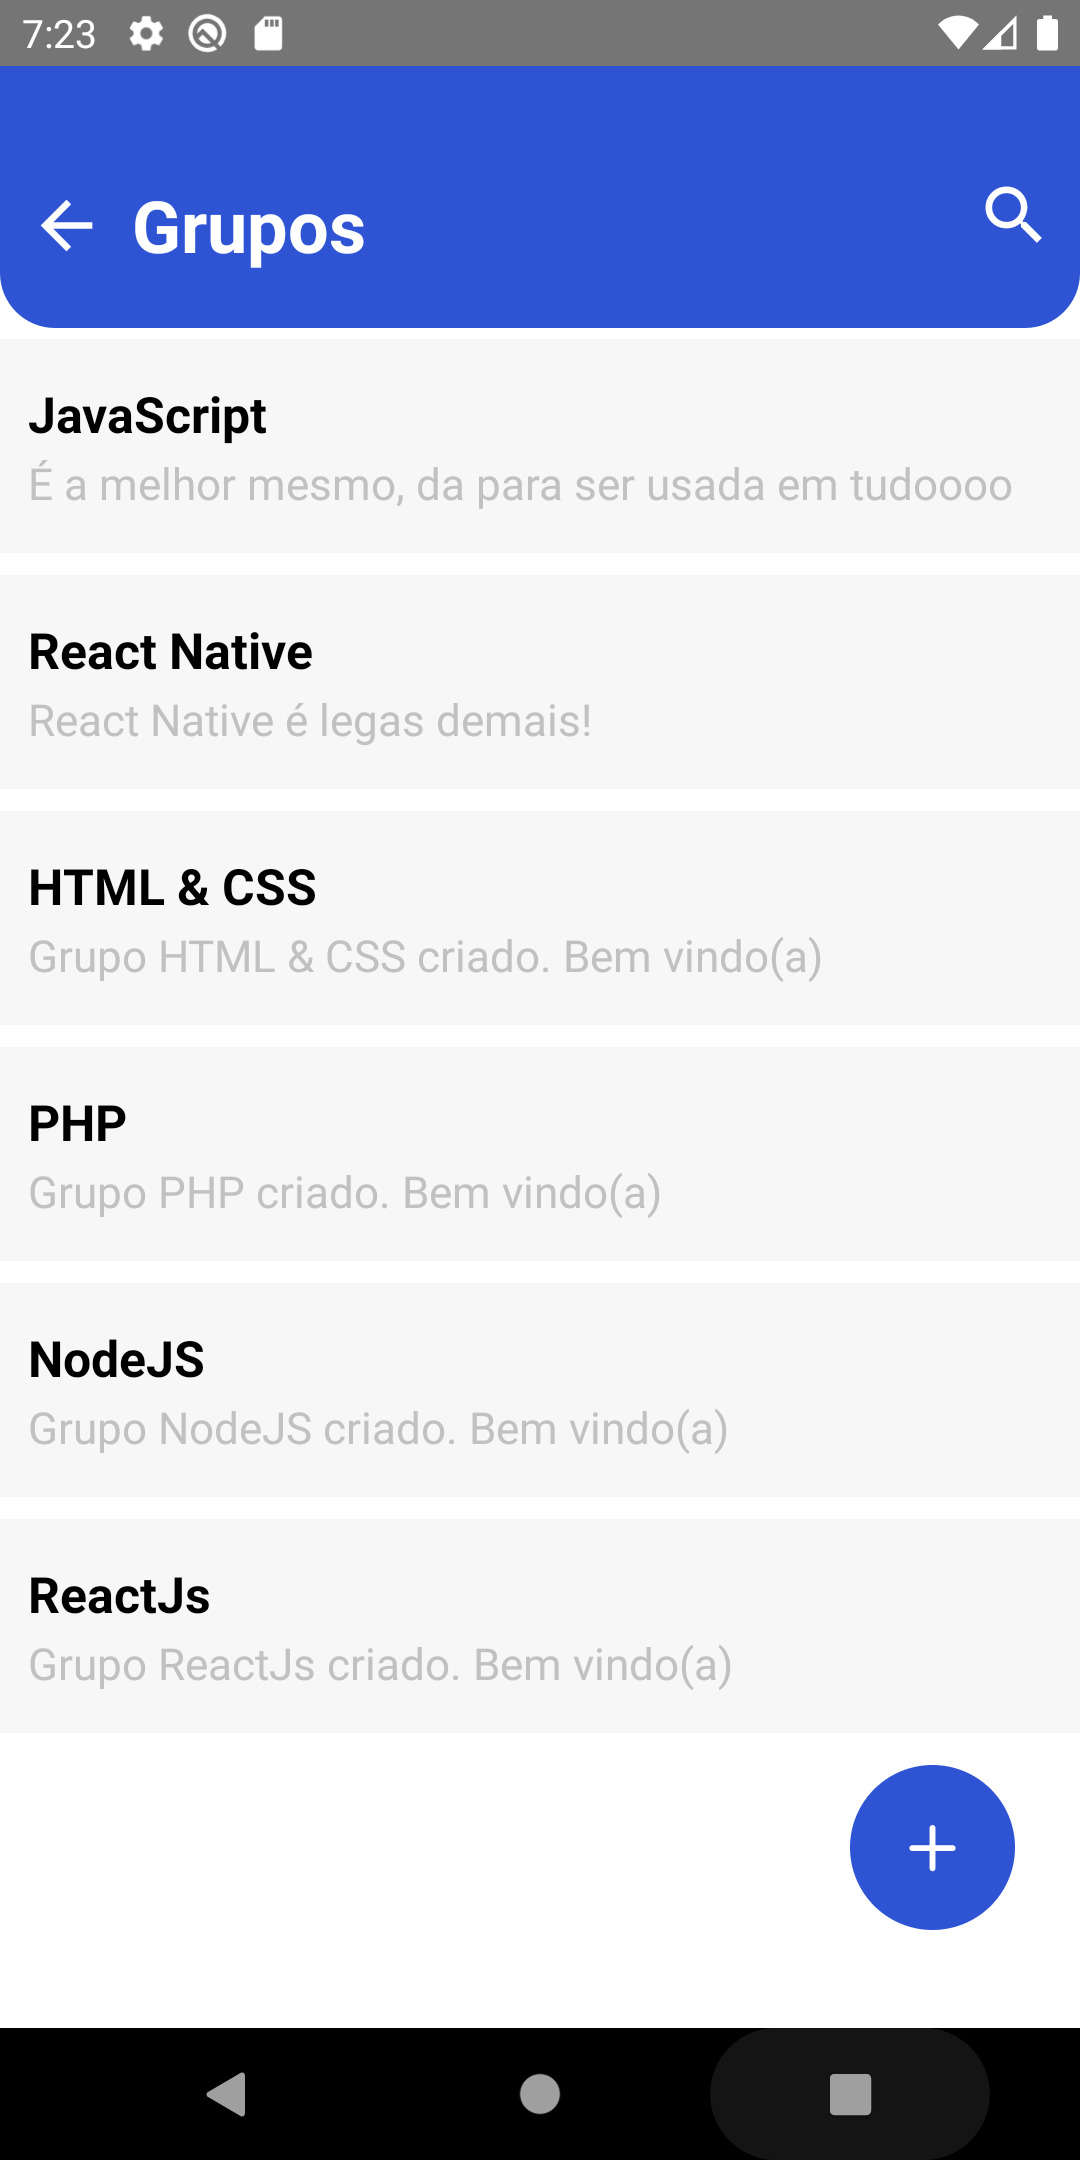 7:23
Grupos
JavaScript
É a melhor mesmo, da para ser usada em tudoooo
React Native
React Native é legas demais!
HTML & CSS
Grupo HTML & CSS criado. Bem vindo(a)
PHP
Grupo PHP criado. Bem vindo(a)
NodeJS
Grupo NodeJS criado. Bem vindo(a)
ReactJs
Grupo ReactJs criado. Bem vindo(a)